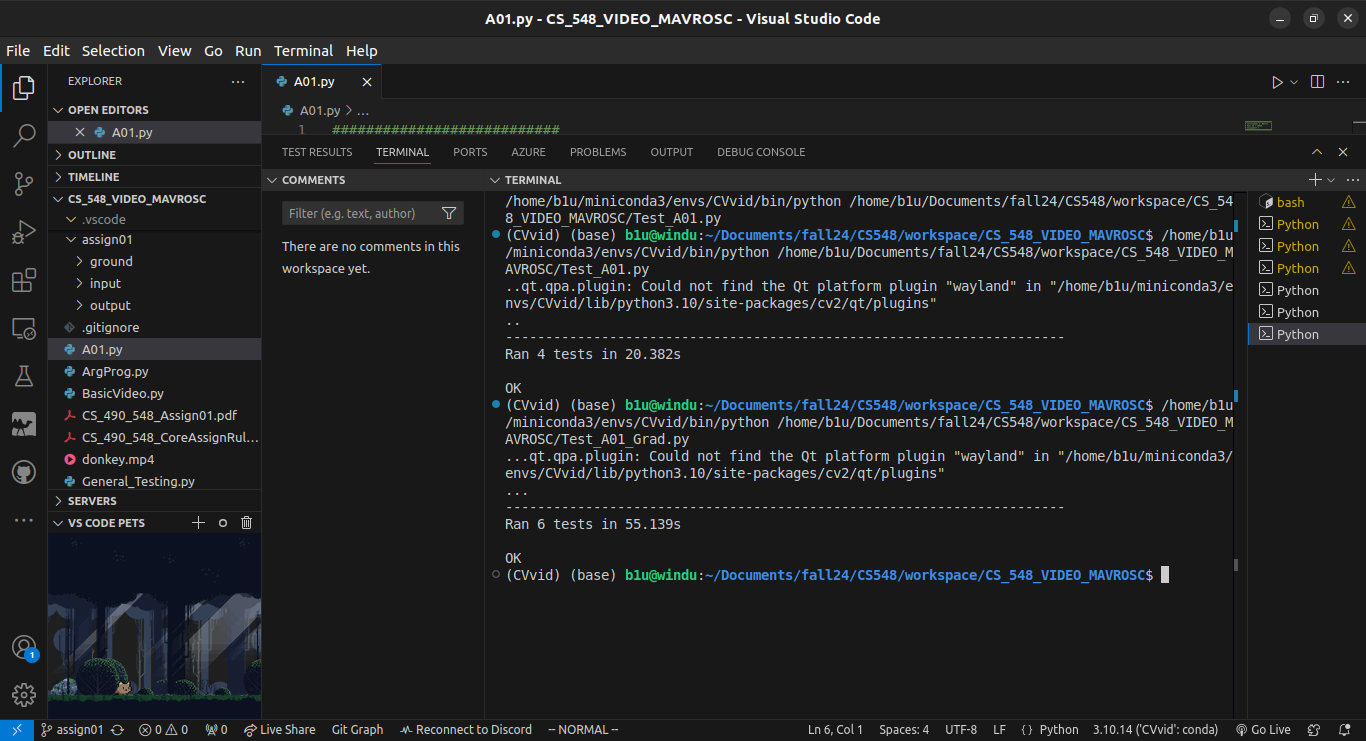 A01.py - CS_548_VIDEO_MAVROSC - Visual Studio Code
File Edit Selection View Go Run Terminal Help
EXPLORER
OPEN EDITORS
A01.py
OUTLINE
TIMELINE
CS_548_VIDEO_MAVROSC
.vscode
assign01
ground
input
output
.gitignore
A01.py
ArgProg.py
BasicVideo.py
CS_490_548_Assign01.pdf
CS_490_548_CoreAssignRul...
donkey.mp4
General_Testing.py
SERVERS
VS CODE PETS
A01.py
A01.py > ...
1 ###########################
TEST RESULTS TERMINAL PORTS AZURE PROBLEMS OUTPUT DEBUG CONSOLE
COMMENTS
Filter (e.g. text, author)
There are no comments in this
workspace yet.
TERMINAL
/home/b1u/miniconda3/envs/CVvid/bin/python /home/b1u/Documents/fall24/CS548/workspace/CS_54
8_VIDEO_MAVROSC/Test_A01.py
(CVvid) (base) b1u@windu:~/Documents/fall24/CS548/workspace/CS_548_VIDEO_MAVROSC$ /home/b1u
/miniconda3/envs/CVvid/bin/python /home/b1u/Documents/fall24/CS548/workspace/CS_548_VIDEO_M
AVROSC/Test_A01.py
..qt.qpa.plugin: Could not find the Qt platform plugin "wayland" in "/home/b1u/miniconda3/e
nvs/CVvid/lib/python3.10/site-packages/cv2/qt/plugins"
..
----------------------------------------------------------------------
Ran 4 tests in 20.382s
OK
(CVvid) (base) b1u@windu:~/Documents/fall24/CS548/workspace/CS_548_VIDEO_MAVROSC$ /home/b1u
/miniconda3/envs/CVvid/bin/python /home/b1u/Documents/fall24/CS548/workspace/CS_548_VIDEO_M
AVROSC/Test_A01_Grad.py
...qt.qpa.plugin: Could not find the Qt platform plugin "wayland" in "/home/b1u/miniconda3/
envs/CVvid/lib/python3.10/site-packages/cv2/qt/plugins"
...
----------------------------------------------------------------------
Ran 6 tests in 55.139s
OK
(CVvid) (base) b1u@windu:~/Documents/fall24/CS548/workspace/CS_548_VIDEO_MAVROSC$
bash
Python
Python
Python
Python
Python
Python
1
assign01 0 0 0 Live Share Git Graph Reconnect to Discord -- NORMAL -- Ln 6, Col 1 Spaces: 4 UTF-8 LF { } Python 3.10.14 ('CVvid': conda) Go Live